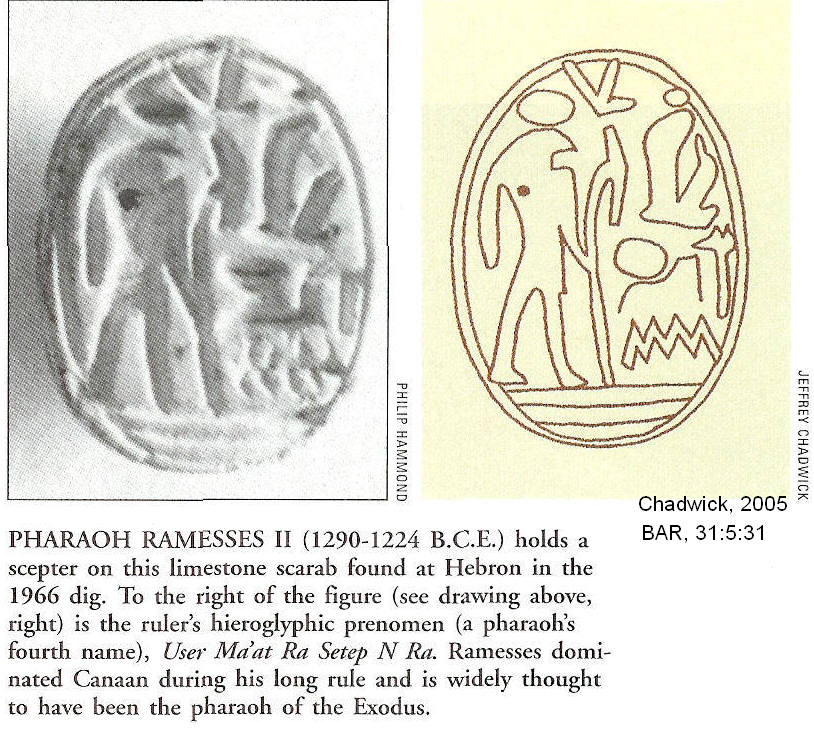 PHILIP HAMMOND
JEFFREY CHADWICK
Chadwick, 2005
BAR, 31:5:31
PHARAOH RAMESSES II (1290-1224 B.C.E.) holds a
scepter on this limestone scarab found at Hebron in the
1966 dig. To the right of the figure (see drawing above,
right) is the ruler's hieroglyphic prenomen (a pharaoh's
fourth name), User Ma'at Ra Setep N Ra. Ramesses domi-
nated Canaan during his long rule and is widely thought
to have been the pharaoh of the Exodus.